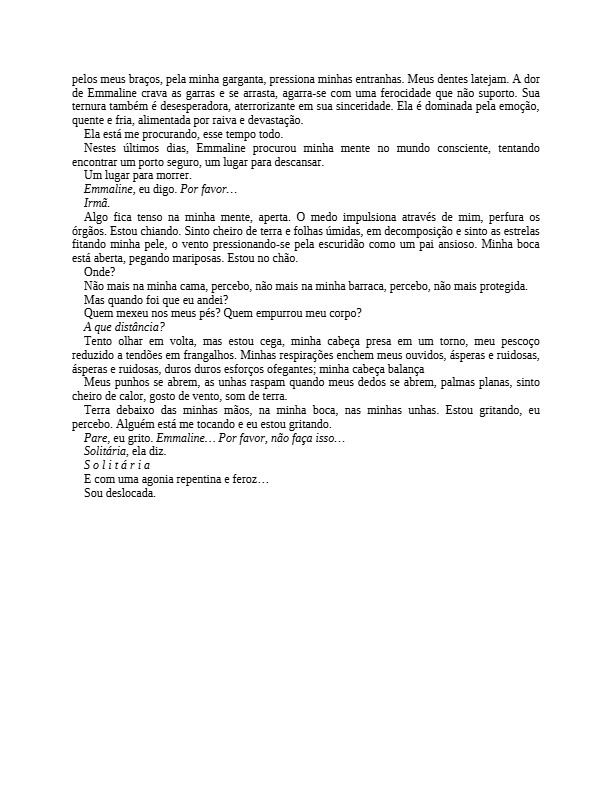 pelos meus braços, pela minha garganta, pressiona minhas entranhas. Meus dentes latejam. A dor
de Emmaline crava as garras e se arrasta, agarra-se com uma ferocidade que não suporto. Sua
ternura também é desesperadora, aterrorizante em sua sinceridade. Ela é dominada pela emoção,
quente e fria, alimentada por raiva e devastação.
Ela está me procurando, esse tempo todo.
Nestes últimos dias, Emmaline procurou minha mente no mundo consciente, tentando
encontrar um porto seguro, um lugar para descansar.
Um lugar para morrer.
Emmaline, eu digo. Por favor…
Irmã.
Algo fica tenso na minha mente, aperta. O medo impulsiona através de mim, perfura os
órgãos. Estou chiando. Sinto cheiro de terra e folhas úmidas, em decomposição e sinto as estrelas
fitando minha pele, o vento pressionando-se pela escuridão como um pai ansioso. Minha boca
está aberta, pegando mariposas. Estou no chão.
Onde?
Não mais na minha cama, percebo, não mais na minha barraca, percebo, não mais protegida.
Mas quando foi que eu andei?
Quem mexeu nos meus pés? Quem empurrou meu corpo?
A que distância?
Tento olhar em volta, mas estou cega, minha cabeça presa em um torno, meu pescoço
reduzido a tendões em frangalhos. Minhas respirações enchem meus ouvidos, ásperas e ruidosas,
ásperas e ruidosas, duros duros esforços ofegantes; minha cabeça balança
Meus punhos se abrem, as unhas raspam quando meus dedos se abrem, palmas planas, sinto
cheiro de calor, gosto de vento, som de terra.
Terra debaixo das minhas mãos, na minha boca, nas minhas unhas. Estou gritando, eu
percebo. Alguém está me tocando e eu estou gritando.
Pare, eu grito. Emmaline… Por favor, não faça isso…
Solitária, ela diz.
S o l i t á r i a
E com uma agonia repentina e feroz…
Sou deslocada.